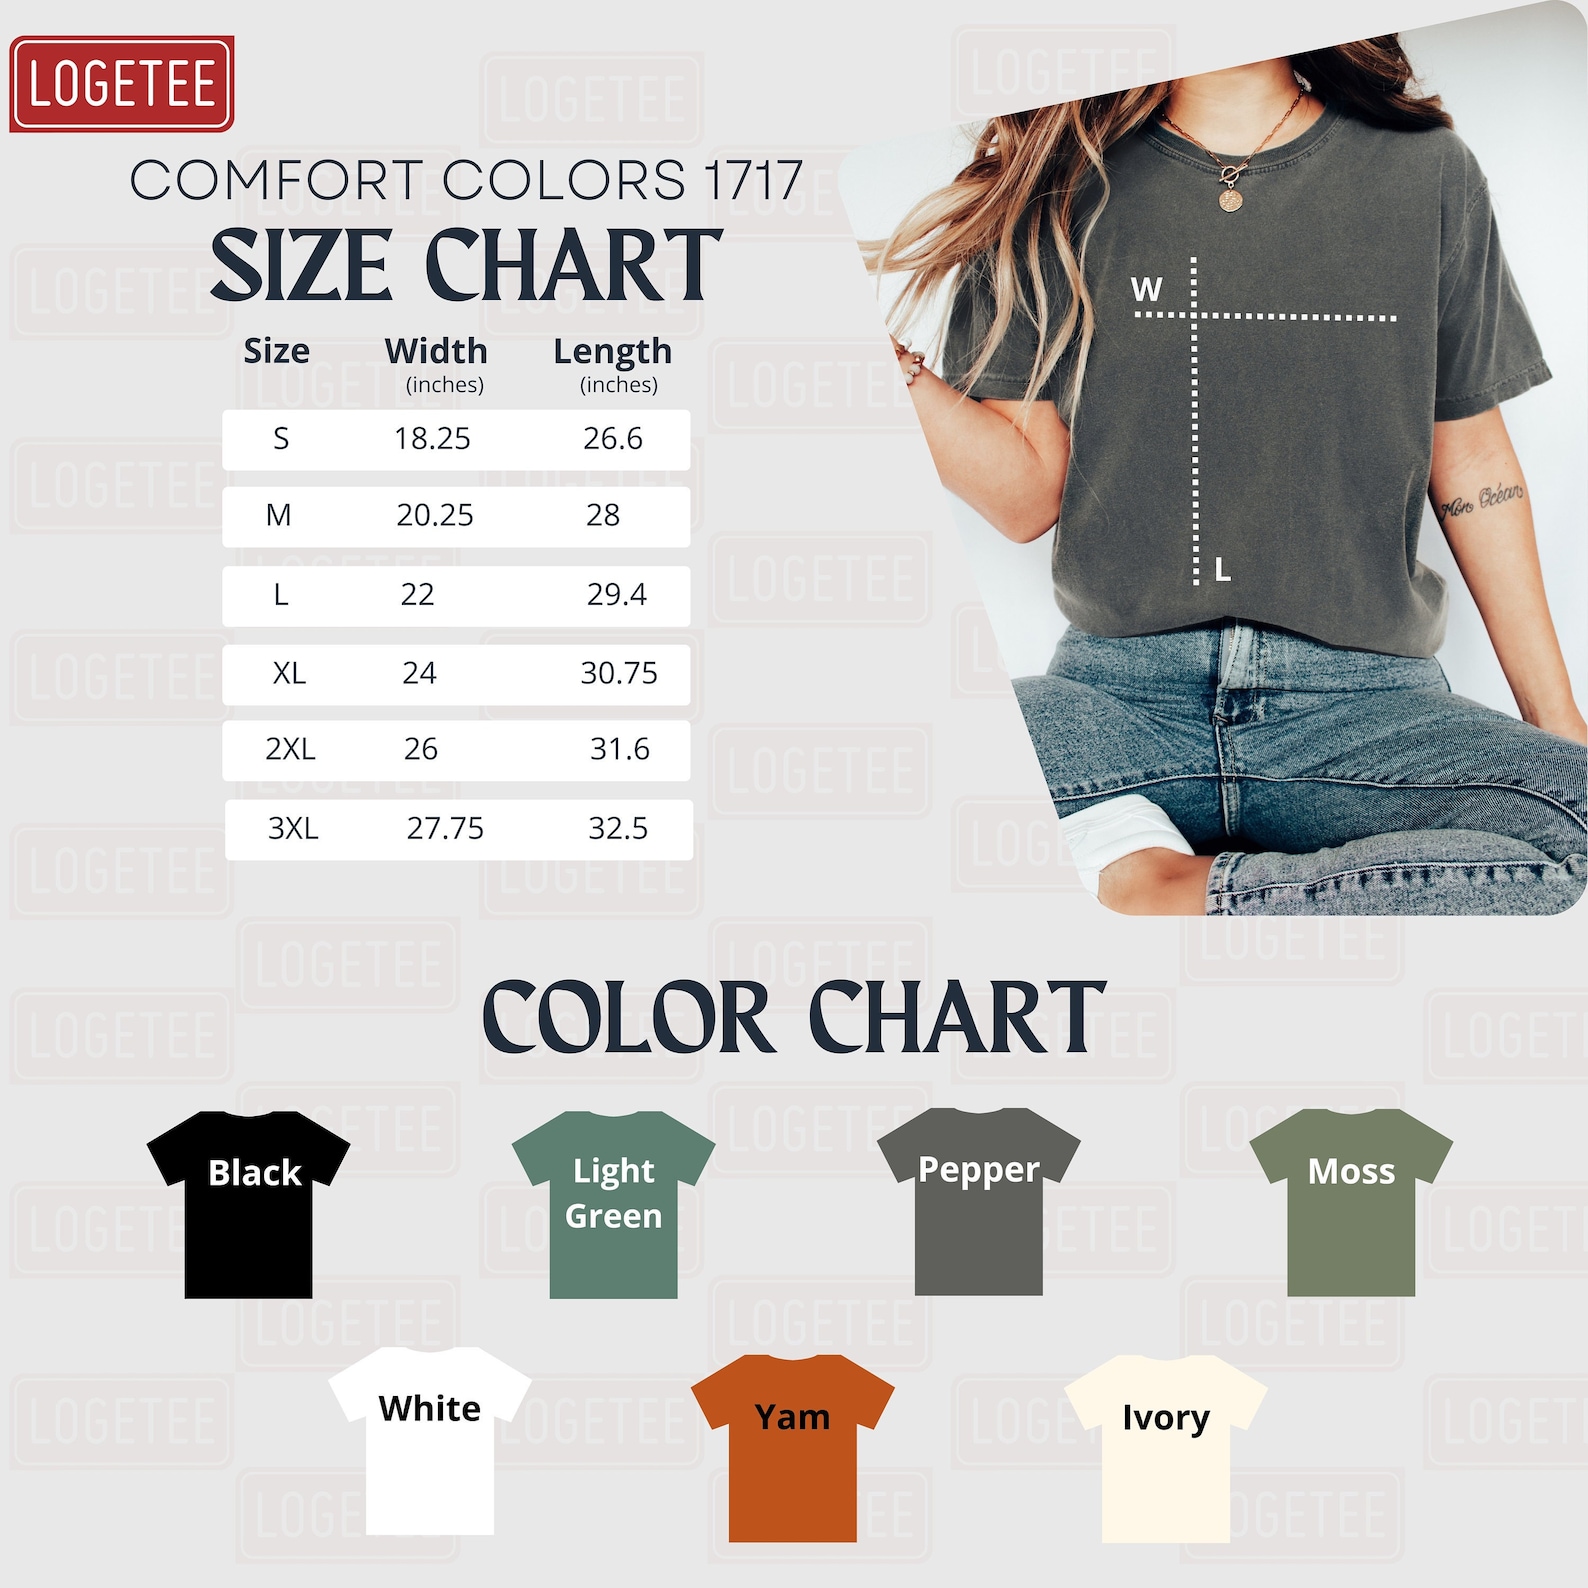 LOGETEE
COMFORT COLORS 1717
SIZE CHART
Size Width Length
(inches) (inches)
S 18.25 26.6
M 20.25 28
L 22 29.4
XL 24 30.75
2XL 26 31.6
3XL 27.75 32.5
W
L
Mon Océan
COLOR CHART
Black
Light
Green
Pepper
Moss
White
Yam
Ivory